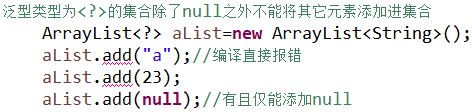 泛型类型为<?>的集合除了null之外不能将其它元素添加进集合
ArrayList<?> aList=new ArrayList<String>();
aList.add("a");//编译直接报错
aList.add(23);
aList.add(null);//有且仅能添加null